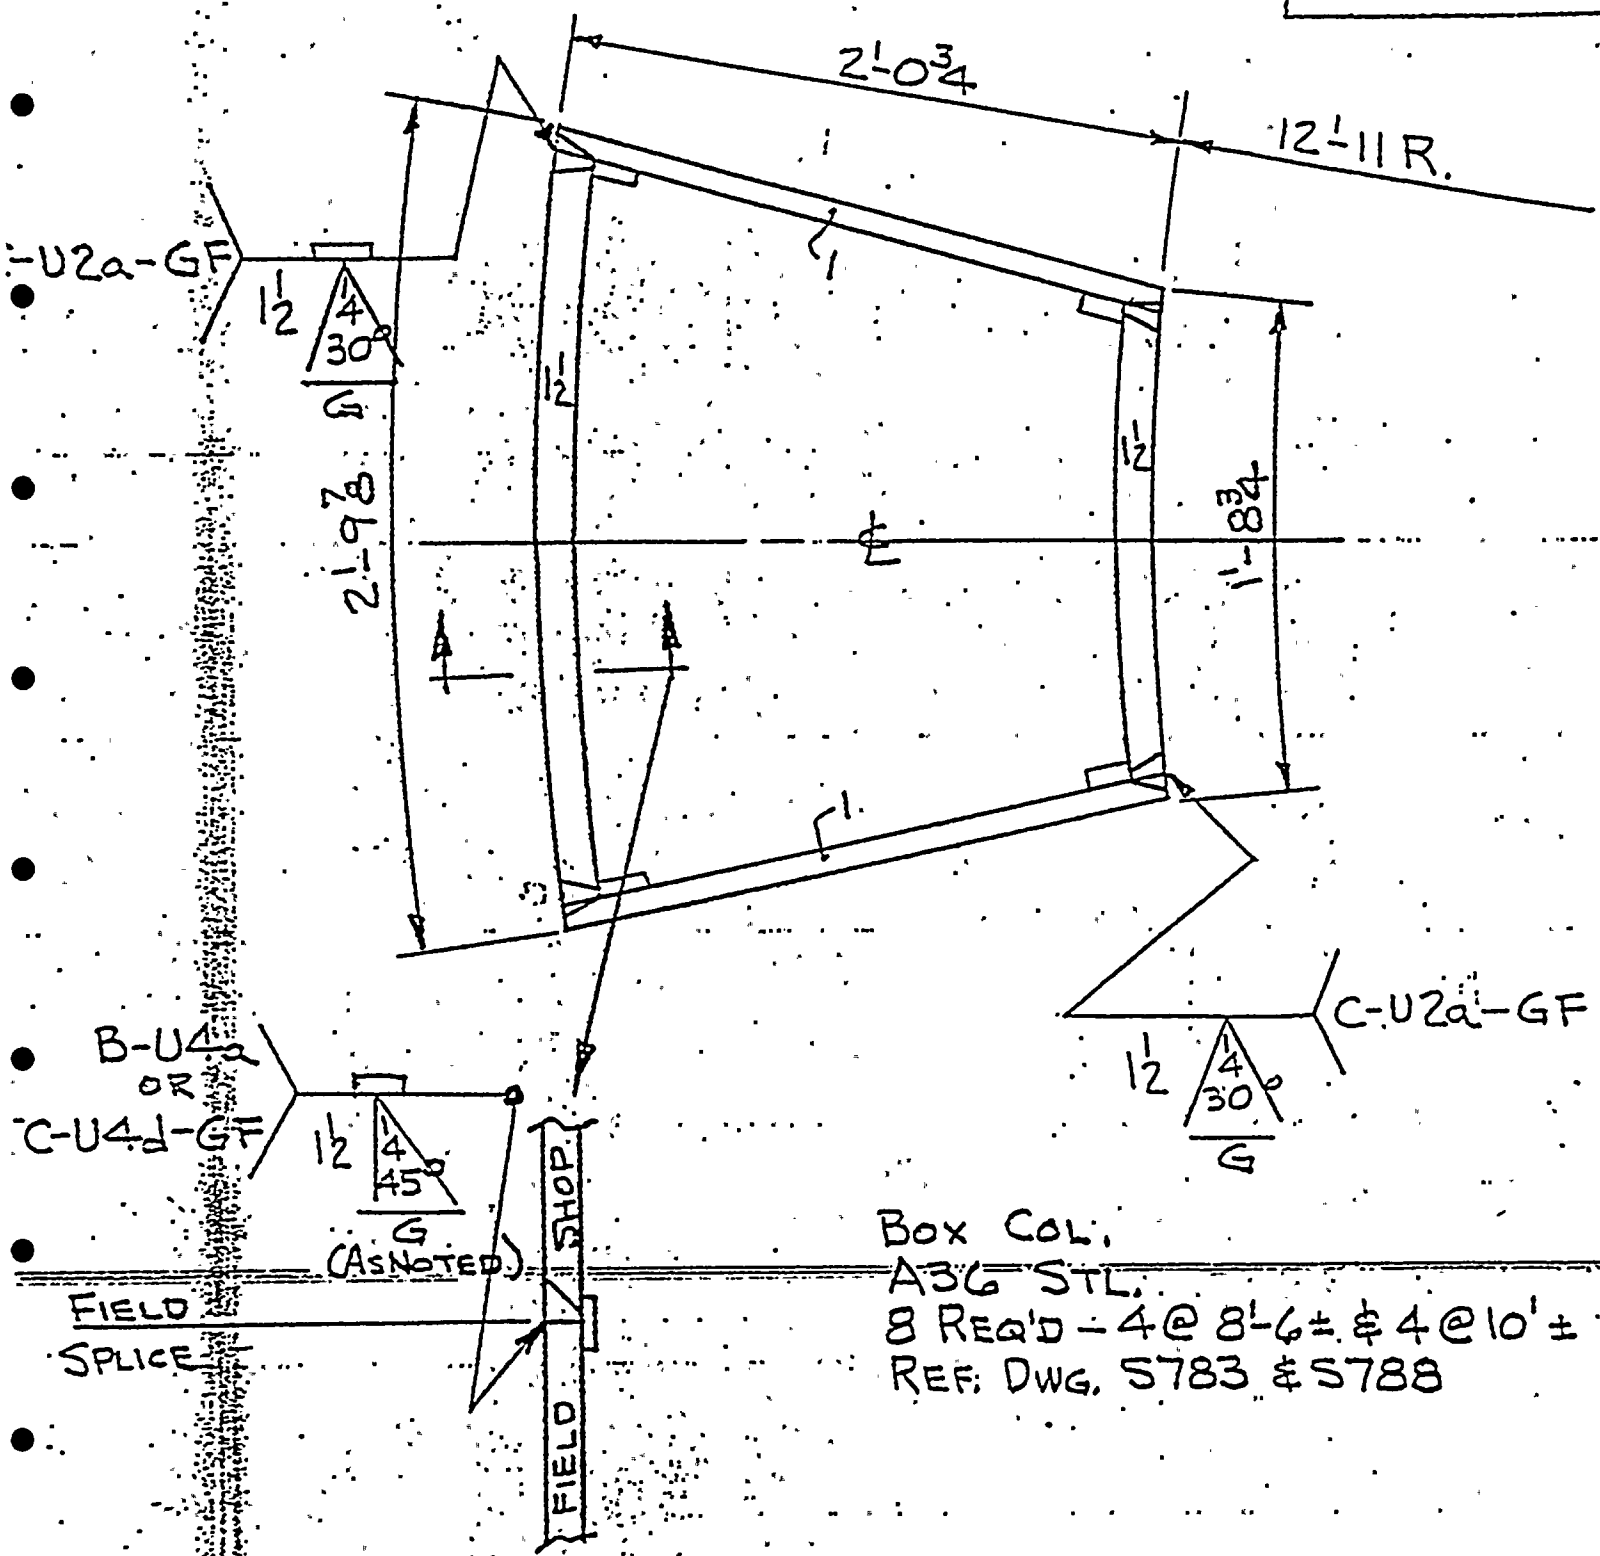 2'-0¾
12'-11 R.
1
-U2a-GF
1½
¼
30°
G
1½
1½
2'-9⅞
1'-8¾
℄
1
C-U2a-GF
1½
¼
30°
G
B-U4a
OR
C-U4d-GF
1½
¼
45°
G
(AS NOTED)
SHOP
FIELD
SPLICE
FIELD
BOX COL.
A36 STL.
8 REQ'D - 4 @ 8'-6± & 4 @ 10'±
REF. DWG. S783 & S788